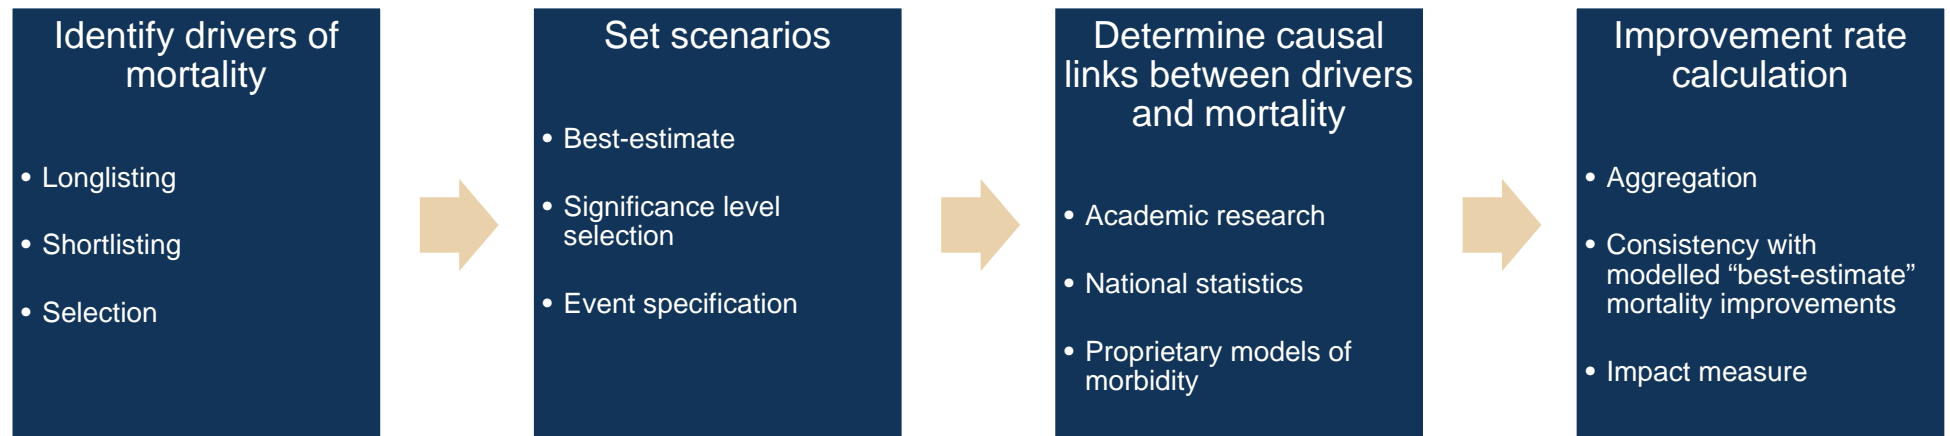 Identify drivers of
mortality
• Longlisting
• Shortlisting
• Selection
Set scenarios
• Best-estimate
• Significance level
selection
• Event specification
Determine causal
links between drivers
and mortality
• Academic research
• National statistics
• Proprietary models of
morbidity
Improvement rate
calculation
• Aggregation
• Consistency with
modelled “best-estimate”
mortality improvements
• Impact measure